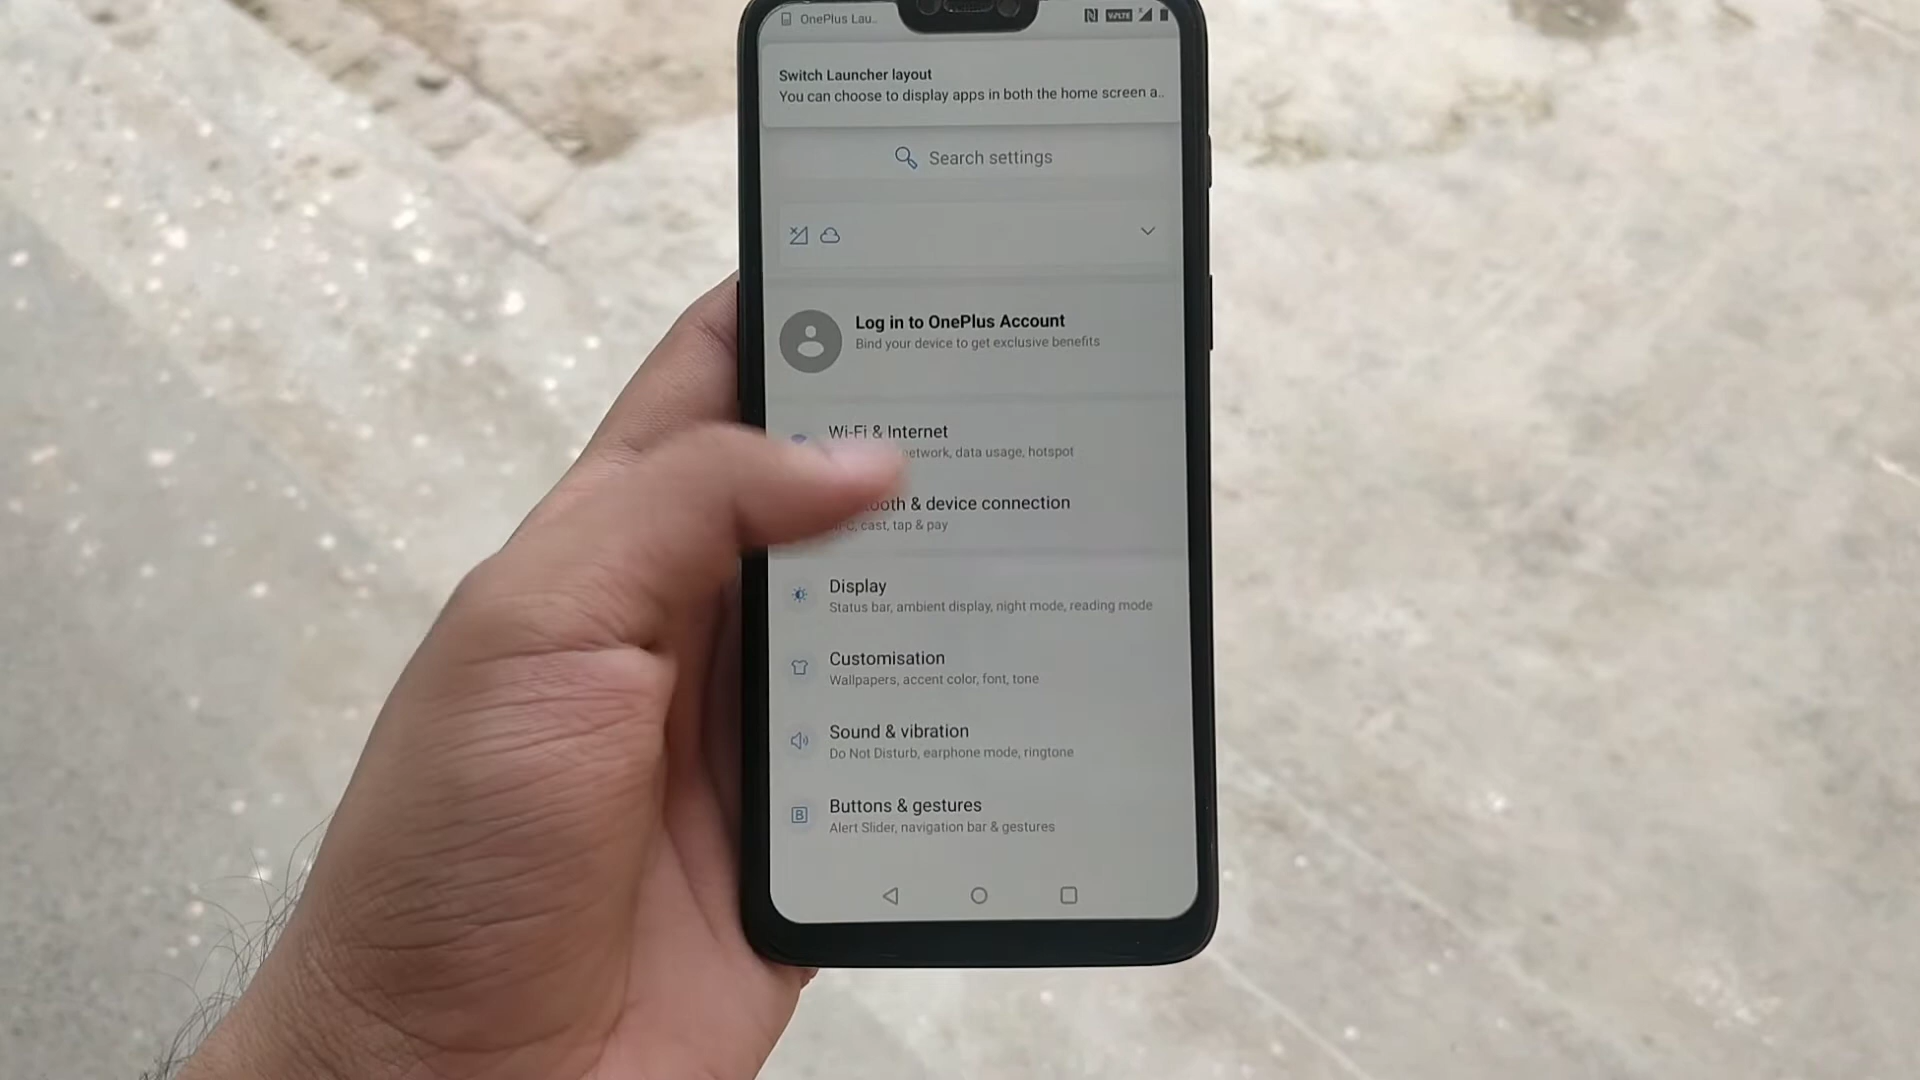 OnePlus Lau..
VoLTE
Switch Launcher layout
You can choose to display apps in both the home screen a..
Search settings
Log in to OnePlus Account
Bind your device to get exclusive benefits
Wi-Fi & Internet
network, data usage, hotspot
& device connection
cast, tap & pay
Display
Status bar, ambient display, night mode, reading mode
Customisation
Wallpapers, accent color, font, tone
Sound & vibration
Do Not Disturb, earphone mode, ringtone
B
Buttons & gestures
Alert Slider, navigation bar & gestures